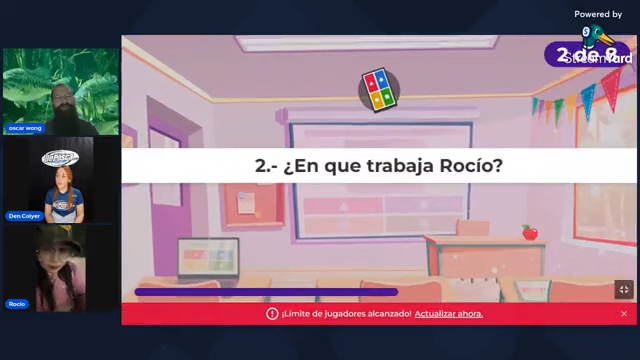 Powered by
2 de 8
StreamYard
oscar wong
Den Colyer
Rocio
2.- ¿En que trabaja Rocío?
¡Límite de jugadores alcanzado! Actualizar ahora.